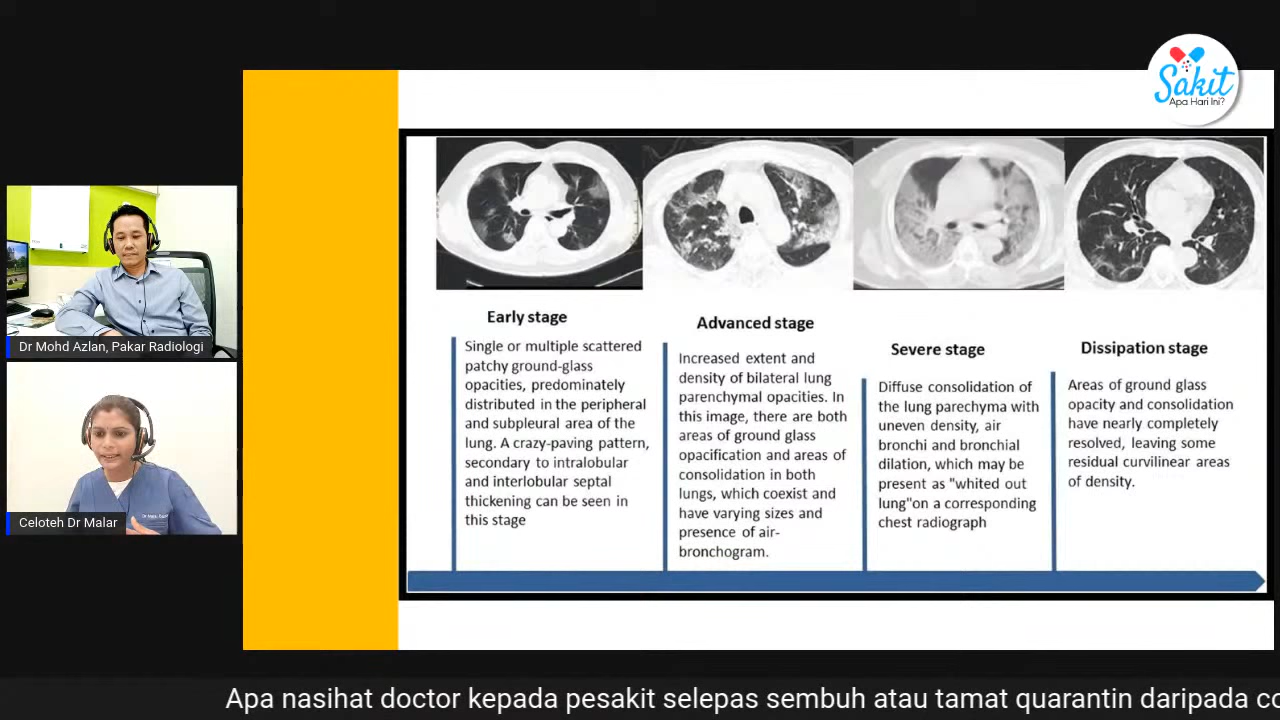 Sakit
Apa Hari Ini?
Dr Mohd Azlan, Pakar Radiologi
Celoteh Dr Malar
Early stage
Single or multiple scattered
patchy ground-glass
opacities, predominately
distributed in the peripheral
and subpleural area of the
lung. A crazy-paving pattern,
secondary to intralobular
and interlobular septal
thickening can be seen in
this stage
Advanced stage
Increased extent and
density of bilateral lung
parenchymal opacities. In
this image, there are both
areas of ground glass
opacification and areas of
consolidation in both
lungs, which coexist and
have varying sizes and
presence of air-
bronchogram.
Severe stage
Diffuse consolidation of
the lung parechyma with
uneven density, air
bronchi and bronchial
dilation, which may be
present as "whited out
lung"on a corresponding
chest radiograph
Dissipation stage
Areas of ground glass
opacity and consolidation
have nearly completely
resolved, leaving some
residual curvilinear areas
of density.
Apa nasihat doctor kepada pesakit selepas sembuh atau tamat quarantin daripada